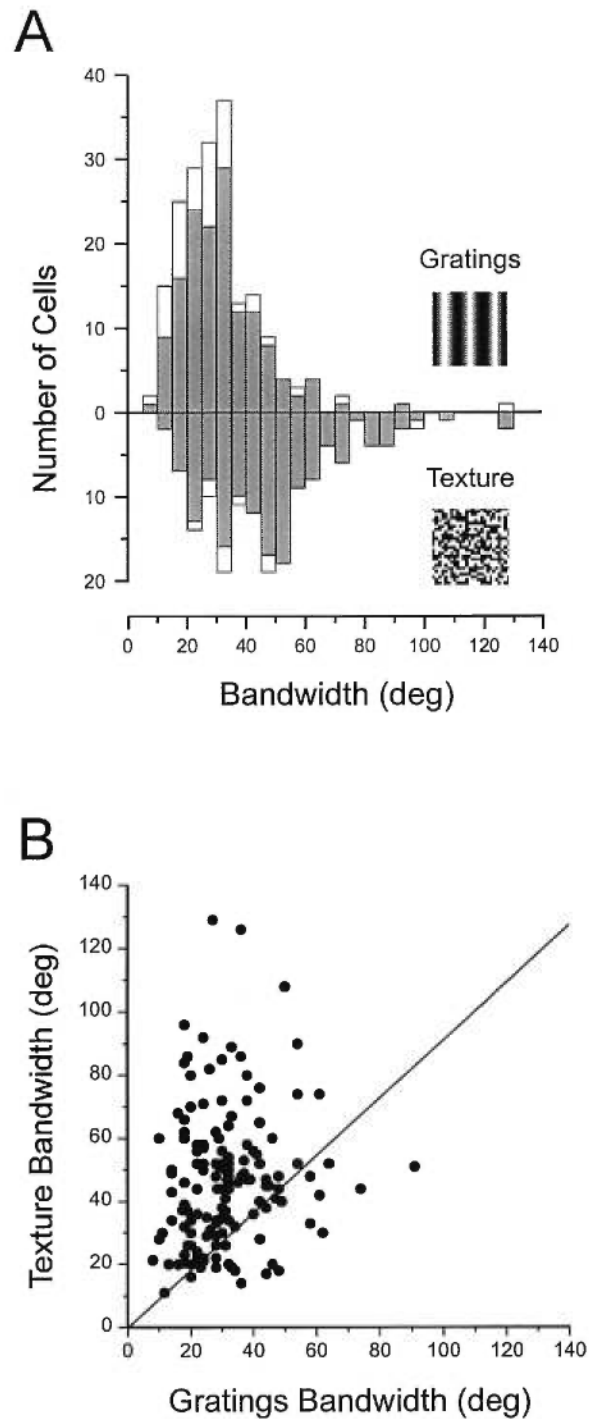 A
40
30
20
10
0
10
20
Number of Cells
Gratings
Texture
0 20 40 60 80 100 120 140
Bandwidth (deg)
B
140
120
100
80
60
40
20
0
Texture Bandwidth (deg)
0 20 40 60 80 100 120 140
Gratings Bandwidth (deg)